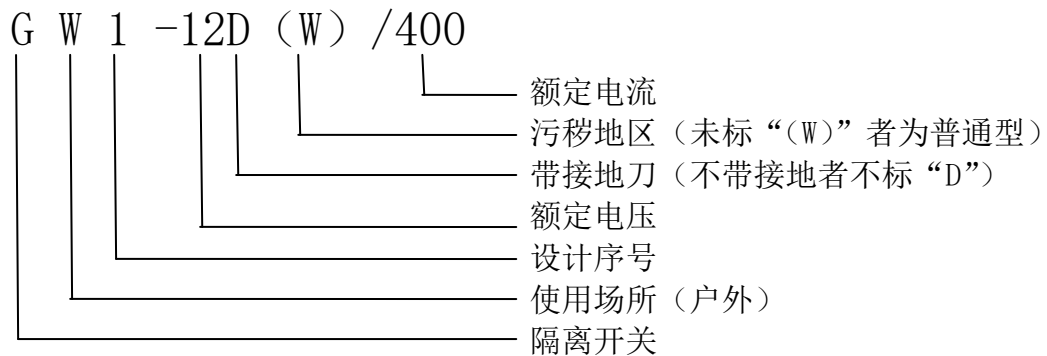 G W 1 -12D（W）/400
额定电流
污秽地区（未标“(W)”者为普通型）
带接地刀（不带接地者不标“D”）
额定电压
设计序号
使用场所（户外）
隔离开关